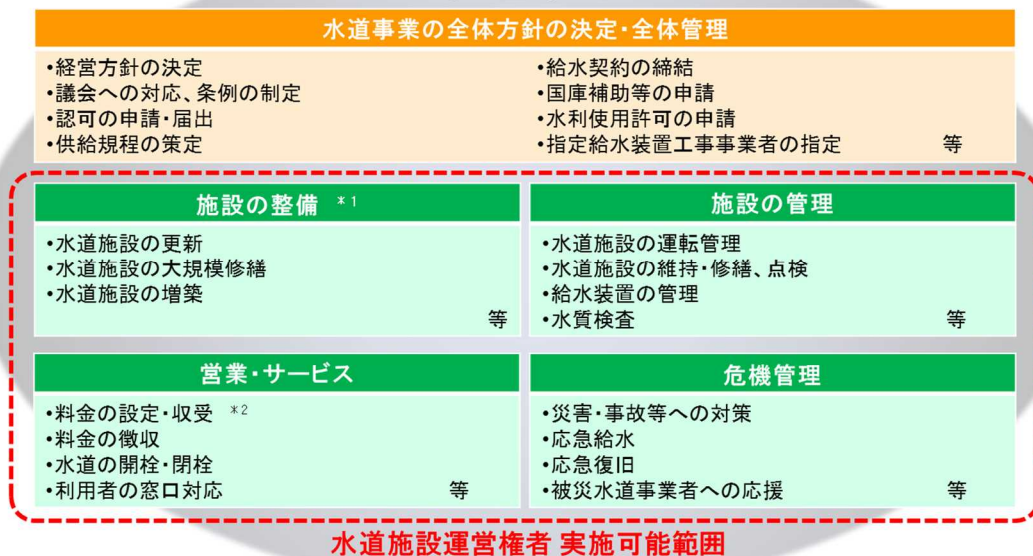 水道事業の全体方針の決定・全体管理
・経営方針の決定
・議会への対応、条例の制定
・認可の申請・届出
・供給規程の策定
・給水契約の締結
・国庫補助等の申請
・水利使用許可の申請
・指定給水装置工事事業者の指定 等
施設の整備 *1
・水道施設の更新
・水道施設の大規模修繕
・水道施設の増築
等
施設の管理
・水道施設の運転管理
・水道施設の維持・修繕、点検
・給水装置の管理
・水質検査 等
営業・サービス
・料金の設定・収受 *2
・料金の徴収
・水道の開栓・閉栓
・利用者の窓口対応 等
危機管理
・災害・事故等への対策
・応急給水
・応急復旧
・被災水道事業者への応援 等
水道施設運営権者 実施可能範囲